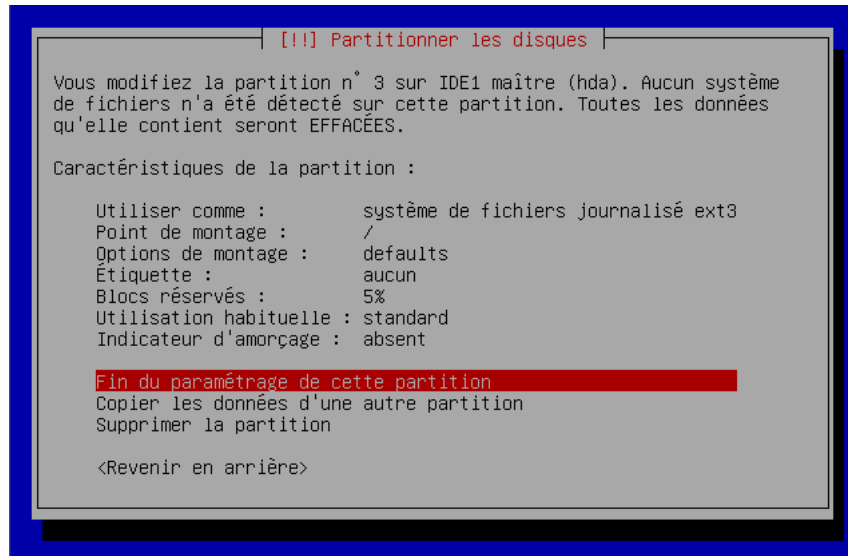 [!!] Partitionner les disques
Vous modifiez la partition n° 3 sur IDE1 maître (hda). Aucun système
de fichiers n'a été détecté sur cette partition. Toutes les données
qu'elle contient seront EFFACÉES.
Caractéristiques de la partition :
Utiliser comme : système de fichiers journalisé ext3
Point de montage : /
Options de montage : defaults
Étiquette : aucun
Blocs réservés : 5%
Utilisation habituelle : standard
Indicateur d'amorçage : absent
Fin du paramétrage de cette partition
Copier les données d'une autre partition
Supprimer la partition
<Revenir en arrière>